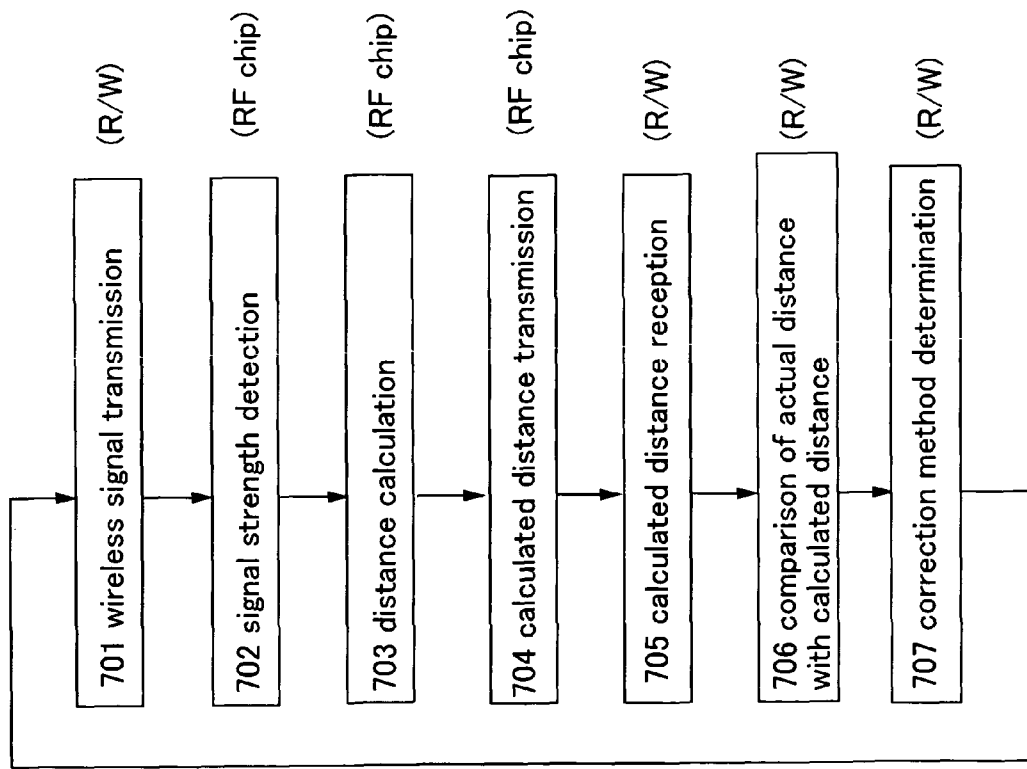 701 wireless signal transmission
(R/W)
702 signal strength detection
(RF chip)
703 distance calculation
(RF chip)
704 calculated distance transmission
(RF chip)
705 calculated distance reception
(R/W)
706 comparison of actual distance
with calculated distance
(R/W)
707 correction method determination
(R/W)